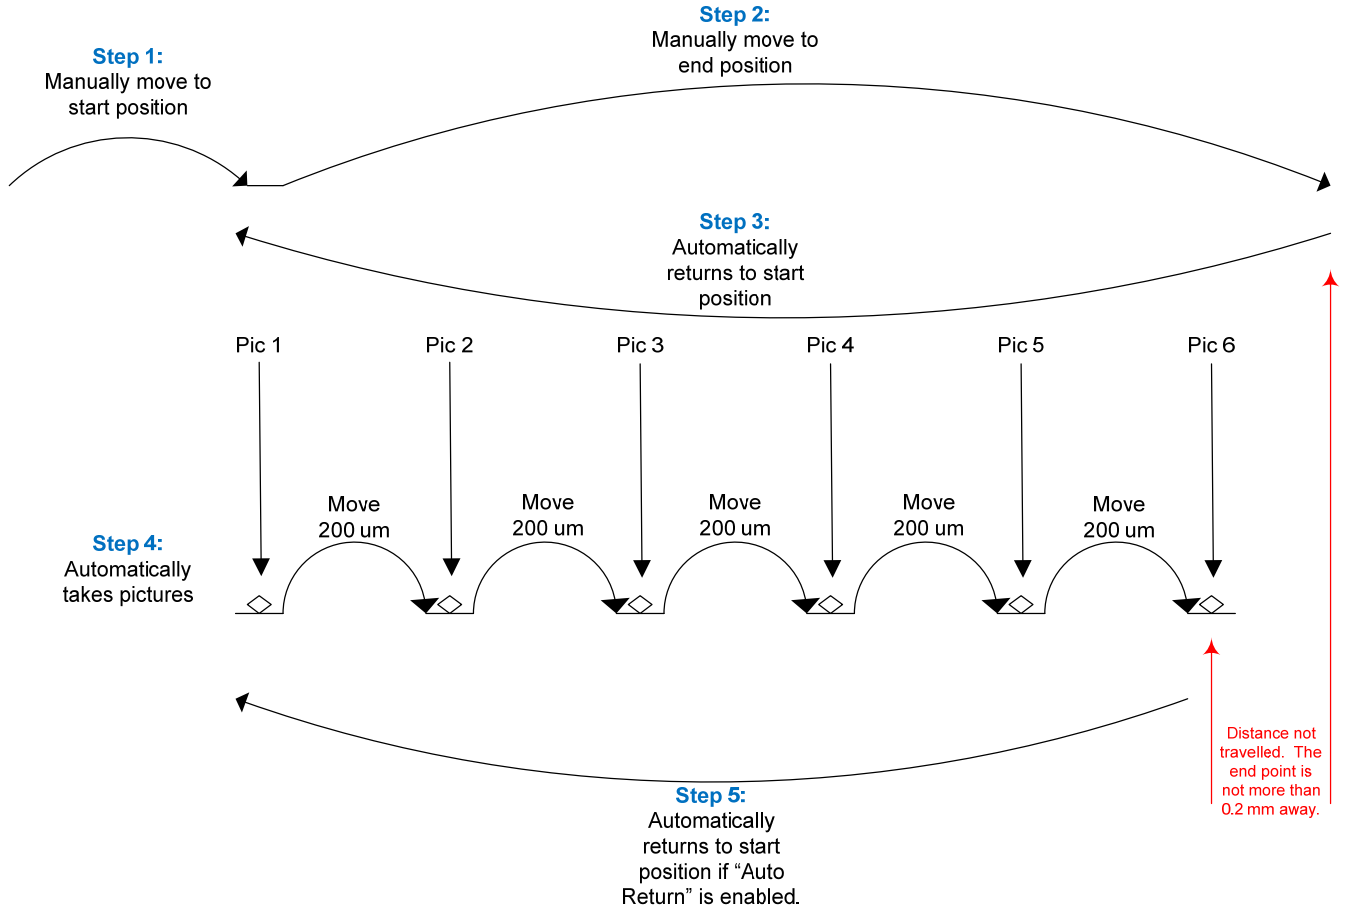 Step 1:
Manually move to
start position
Step 2:
Manually move to
end position
Step 3:
Automatically
returns to start
position
Pic 1
Pic 2
Pic 3
Pic 4
Pic 5
Pic 6
Move
200 um
Move
200 um
Move
200 um
Move
200 um
Move
200 um
Step 4:
Automatically
takes pictures
Distance not
travelled. The
end point is
not more than
0.2 mm away.
Step 5:
Automatically
returns to start
position if “Auto
Return” is enabled.